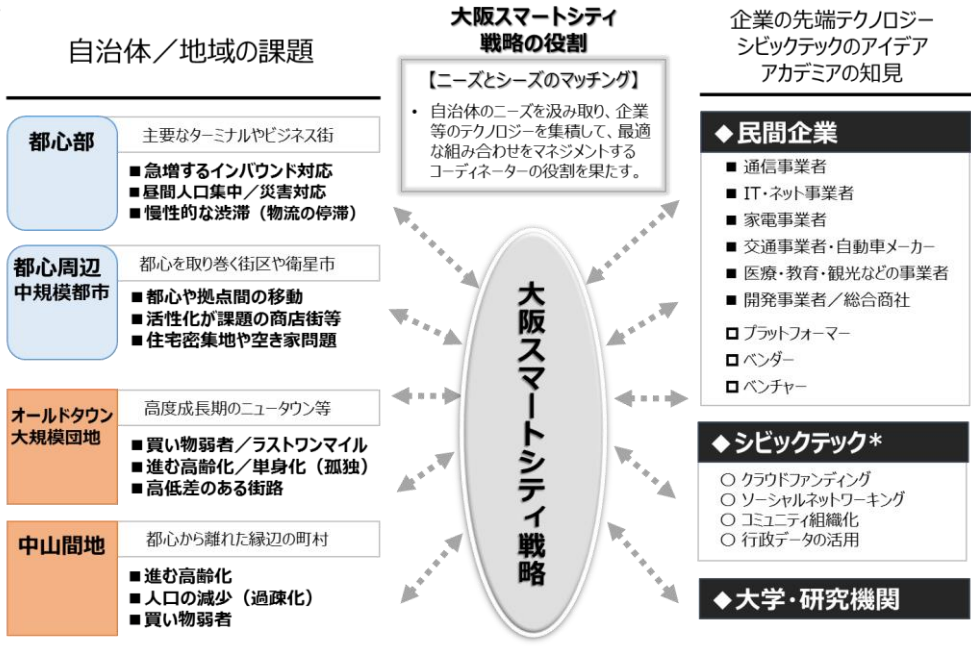 自治体／地域の課題
都心部
主要なターミナルやビジネス街
■急増するインバウンド対応
■昼間人口集中／災害対応
■慢性的な渋滞（物流の停滞）
都心周辺
中規模都市
都心を取り巻く街区や衛星市
■都心や拠点間の移動
■活性化が課題の商店街等
■住宅密集地や空き家問題
オールドタウン
大規模団地
高度成長期のニュータウン等
■買い物弱者／ラストワンマイル
■進む高齢化／単身化（孤独）
■高低差のある街路
中山間地
都心から離れた縁辺の町村
■進む高齢化
■人口の減少（過疎化）
■買い物弱者
大阪スマートシティ
戦略の役割
【ニーズとシーズのマッチング】
• 自治体のニーズを汲み取り、企業
等のテクノロジーを集積して、最適
な組み合わせをマネジメントする
コーディネーターの役割を果たす。
大阪スマートシティ戦略
企業の先端テクノロジー
シビックテックのアイデア
アカデミアの知見
◆民間企業
■ 通信事業者
■ IT・ネット事業者
■ 家電事業者
■ 交通事業者・自動車メーカー
■ 医療・教育・観光などの事業者
■ 開発事業者／総合商社
□ プラットフォーマー
□ ベンダー
□ ベンチャー
◆シビックテック*
○ クラウドファンディング
○ ソーシャルネットワーキング
○ コミュニティ組織化
○ 行政データの活用
◆大学・研究機関